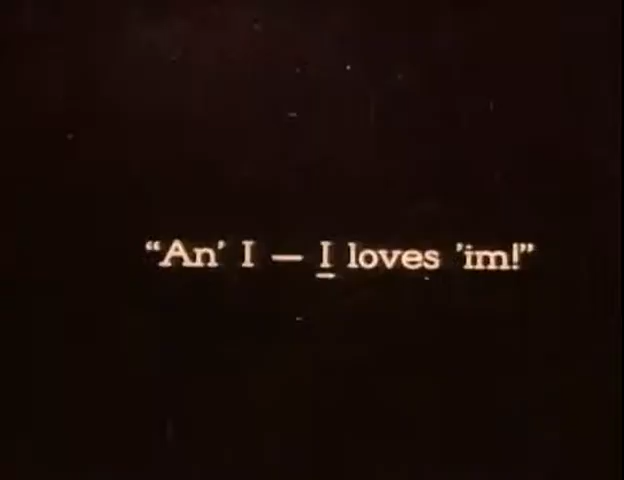 “An’ I — I loves ’im!”